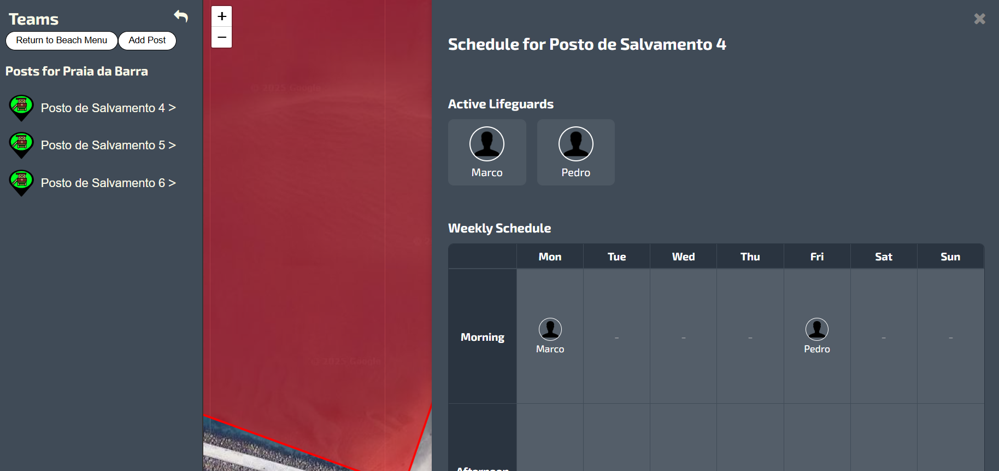 Teams
Return to Beach Menu
Add Post
Posts for Praia da Barra
Posto de Salvamento 4 >
Posto de Salvamento 5 >
Posto de Salvamento 6 >
+
−
© 2025 Google
© 2025 Google
Schedule for Posto de Salvamento 4
Active Lifeguards
Marco
Pedro
Weekly Schedule
Mon Tue Wed Thu Fri Sat Sun
Morning
Marco - - - Pedro - -
Afternoon